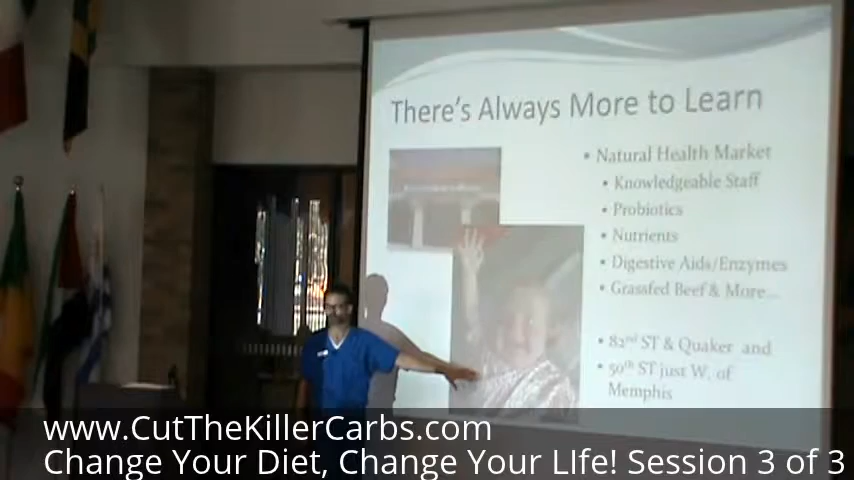 There's Always More to Learn
• Natural Health Market
• Knowledgeable Staff
• Probiotics
• Nutrients
• Digestive Aids/Enzymes
• Grassfed Beef & More...
• 82nd ST & Quaker and
• 50th ST just W. of
Memphis
www.CutTheKillerCarbs.com
Change Your Diet, Change Your LIfe! Session 3 of 3